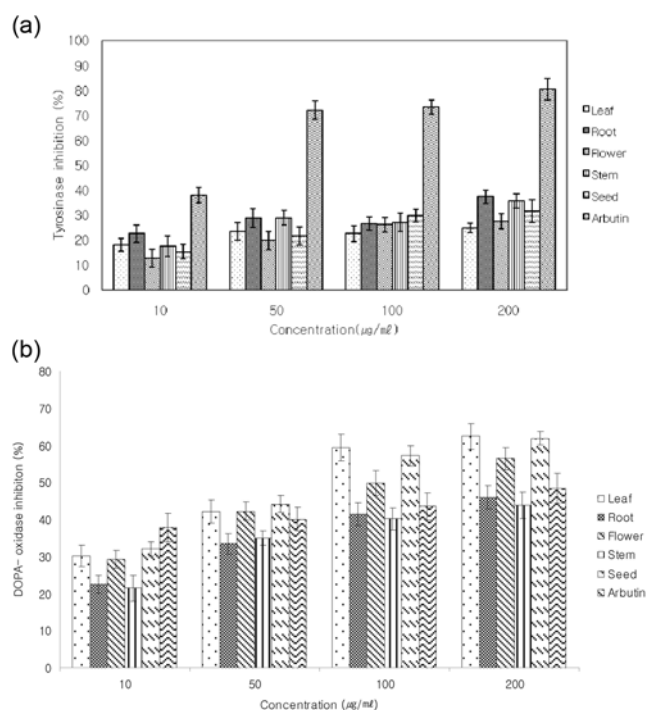 (a)
100
90
80
70
60
50
40
30
20
10
0
Tyrosinase inhibition (%)
10 50 100 200
Concentration(μg/㎖)
Leaf
Root
Flower
Stem
Seed
Arbutin
(b)
80
70
60
50
40
30
20
10
0
DOPA- oxidase inhibiton (%)
10 50 100 200
Concentration (μg/㎖)
Leaf
Root
Flower
Stem
Seed
Arbutin